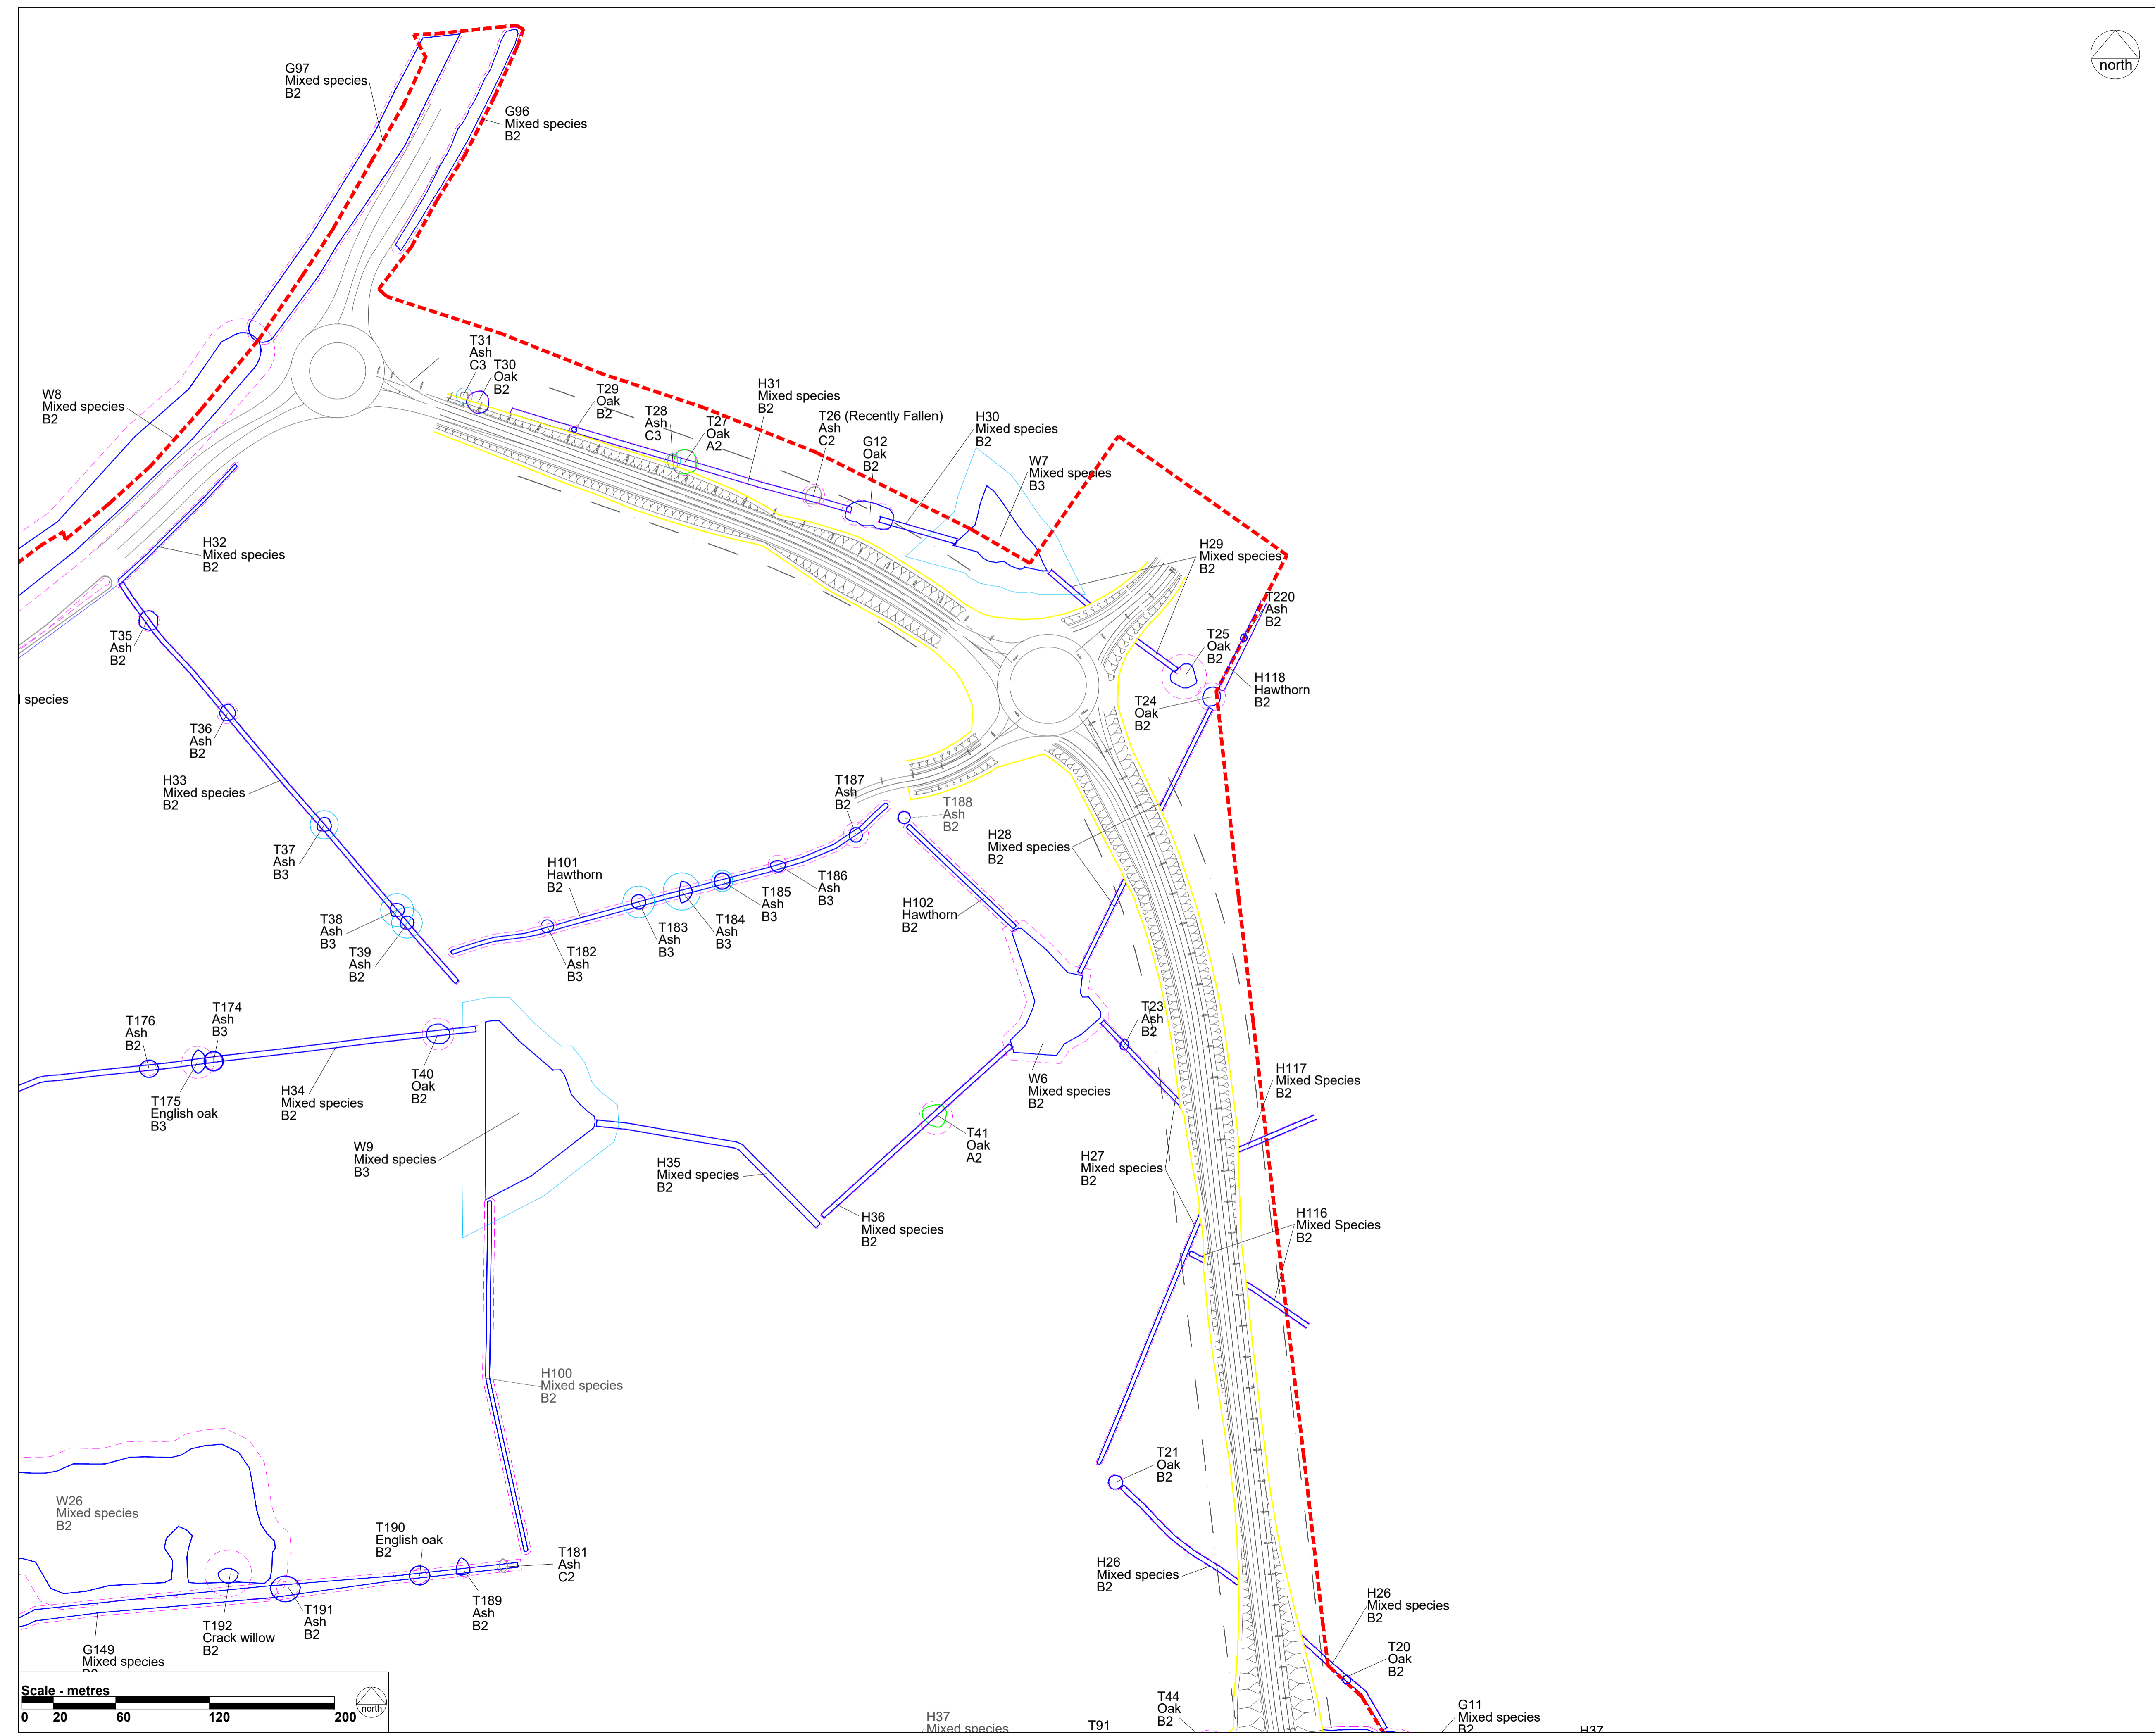 north
G97
Mixed species
B2
G96
Mixed species
B2
T31
Ash
C3
T30
Oak
B2
T29
Oak
B2
T28
Ash
C3
T27
Oak
A2
H31
Mixed species
B2
T26 (Recently Fallen)
Ash
C2
G12
Oak
B2
H30
Mixed species
B2
W7
Mixed species
B3
W8
Mixed species
B2
H32
Mixed species
B2
H29
Mixed species
B2
T220
Ash
B2
T25
Oak
B2
H118
Hawthorn
B2
T24
Oak
B2
T35
Ash
B2
species
T36
Ash
B2
H33
Mixed species
B2
T187
Ash
B2
T188
Ash
B2
H28
Mixed species
B2
T37
Ash
B3
H101
Hawthorn
B2
T186
Ash
B3
T185
Ash
B3
T184
Ash
B3
T183
Ash
B3
T182
Ash
B3
H102
Hawthorn
B2
T38
Ash
B3
T39
Ash
B2
T176
Ash
B2
T174
Ash
B3
T23
Ash
B2
T175
English oak
B3
H34
Mixed species
B2
T40
Oak
B2
W6
Mixed species
B2
H117
Mixed Species
B2
W9
Mixed species
B3
H35
Mixed species
B2
T41
Oak
A2
H27
Mixed species
B2
H36
Mixed species
B2
H116
Mixed Species
B2
H100
Mixed species
B2
T21
Oak
B2
W26
Mixed species
B2
T190
English oak
B2
T181
Ash
C2
H26
Mixed species
B2
T189
Ash
B2
T191
Ash
B2
T192
Crack willow
B2
G149
Mixed species
H26
Mixed species
B2
T20
Oak
B2
T44
Oak
B2
G11
Mixed species
B2
H37
Mixed species
T91
H37
Scale - metres
0 20 60 120 200
north